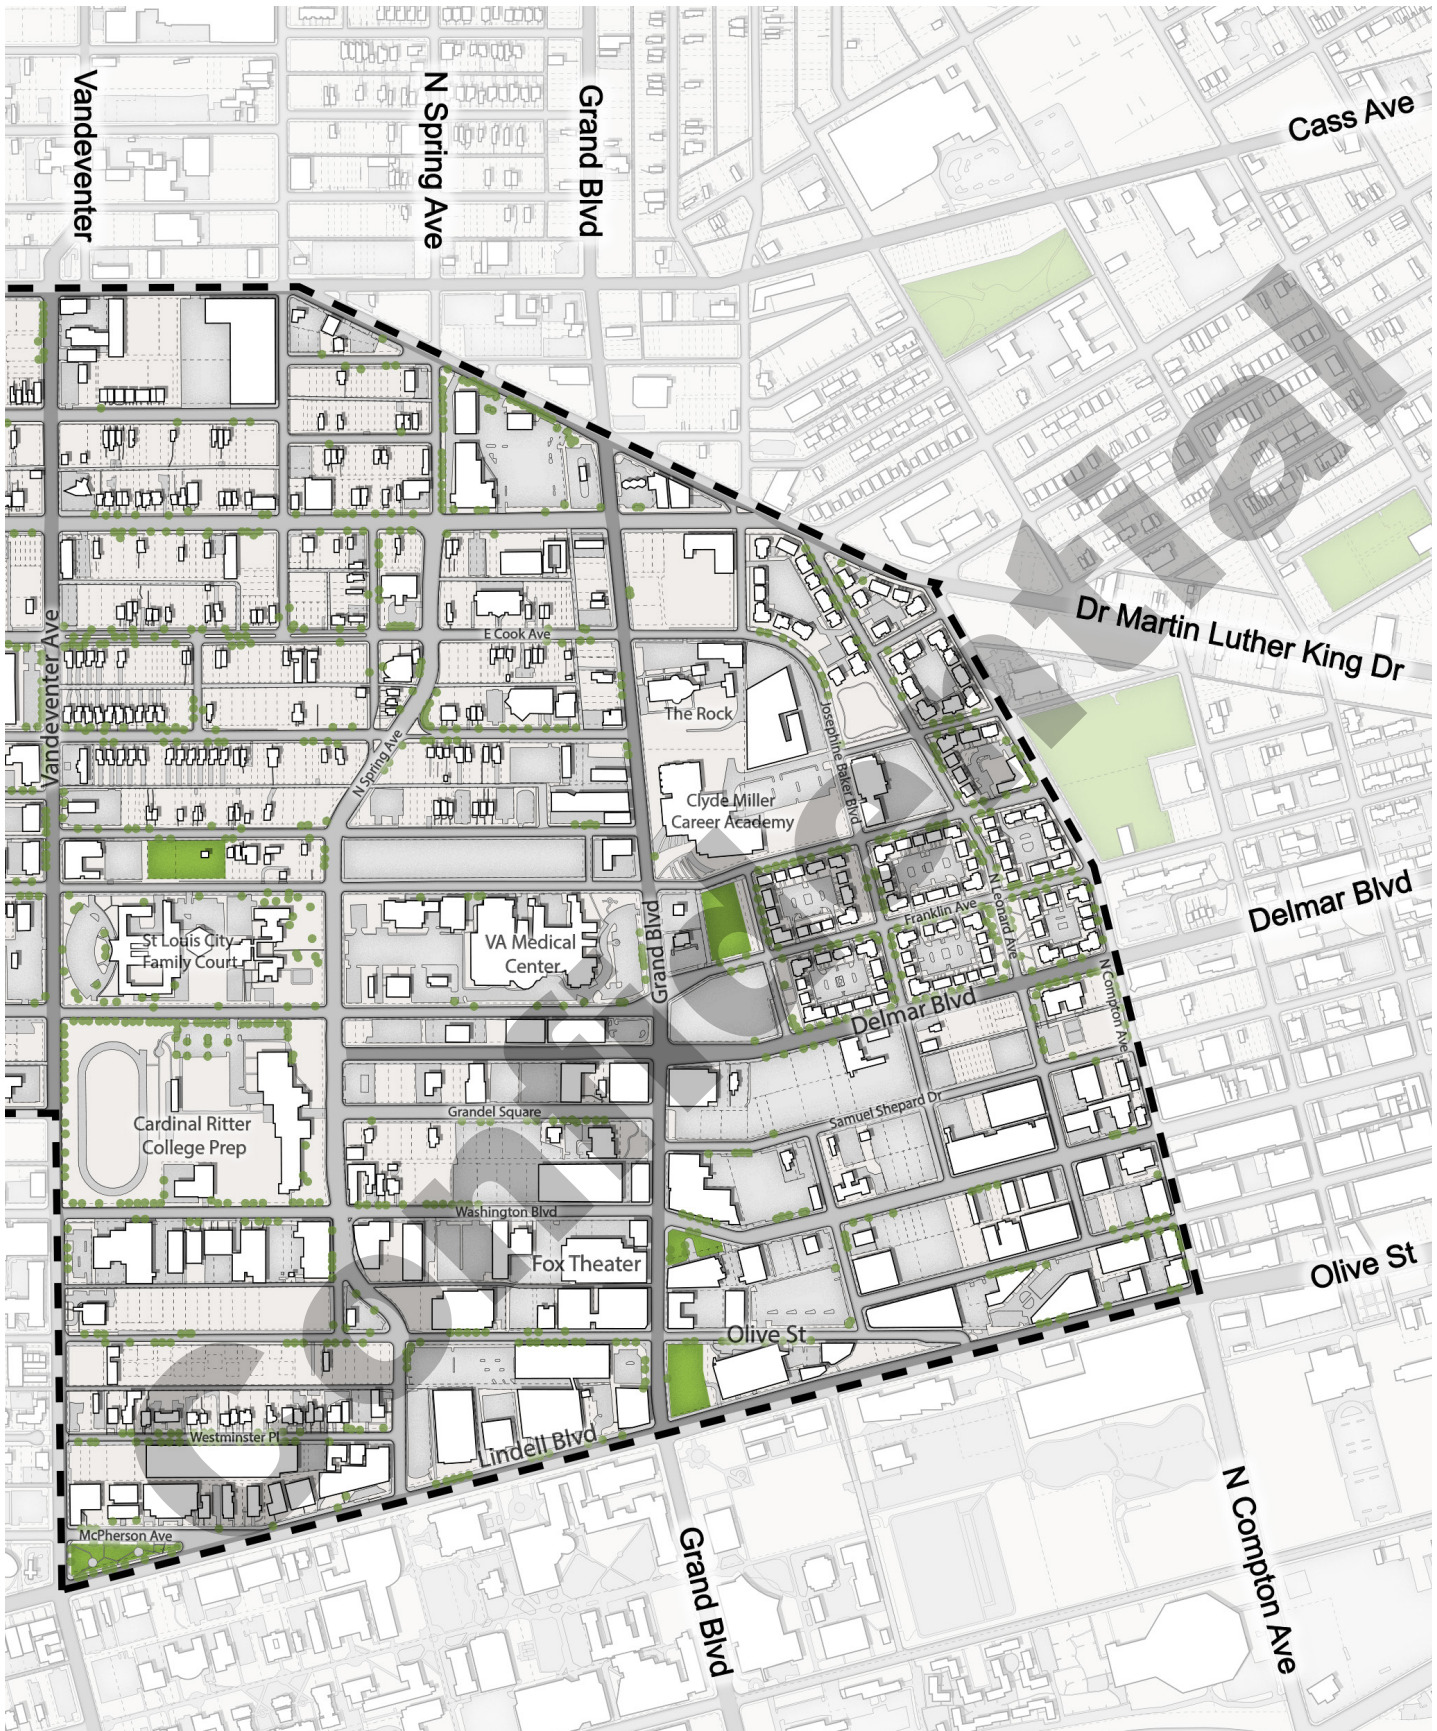 Vandeventer
N Spring Ave
Grand Blvd
Cass Ave
Dr Martin Luther King Dr
Vandeventer Ave
E Cook Ave
The Rock
Josephine Baker Blvd
N Spring Ave
Clyde Miller
Career Academy
Delmar Blvd
St Louis City
Family Court
VA Medical
Center
Grand Blvd
Franklin Ave
N Leonard Ave
N Compton Ave
Delmar Blvd
Cardinal Ritter
College Prep
Grandel Square
Samuel Shepard Dr
Washington Blvd
Fox Theater
Olive St
Olive St
Westminster Pl
Lindell Blvd
McPherson Ave
Grand Blvd
N Compton Ave
Confidential